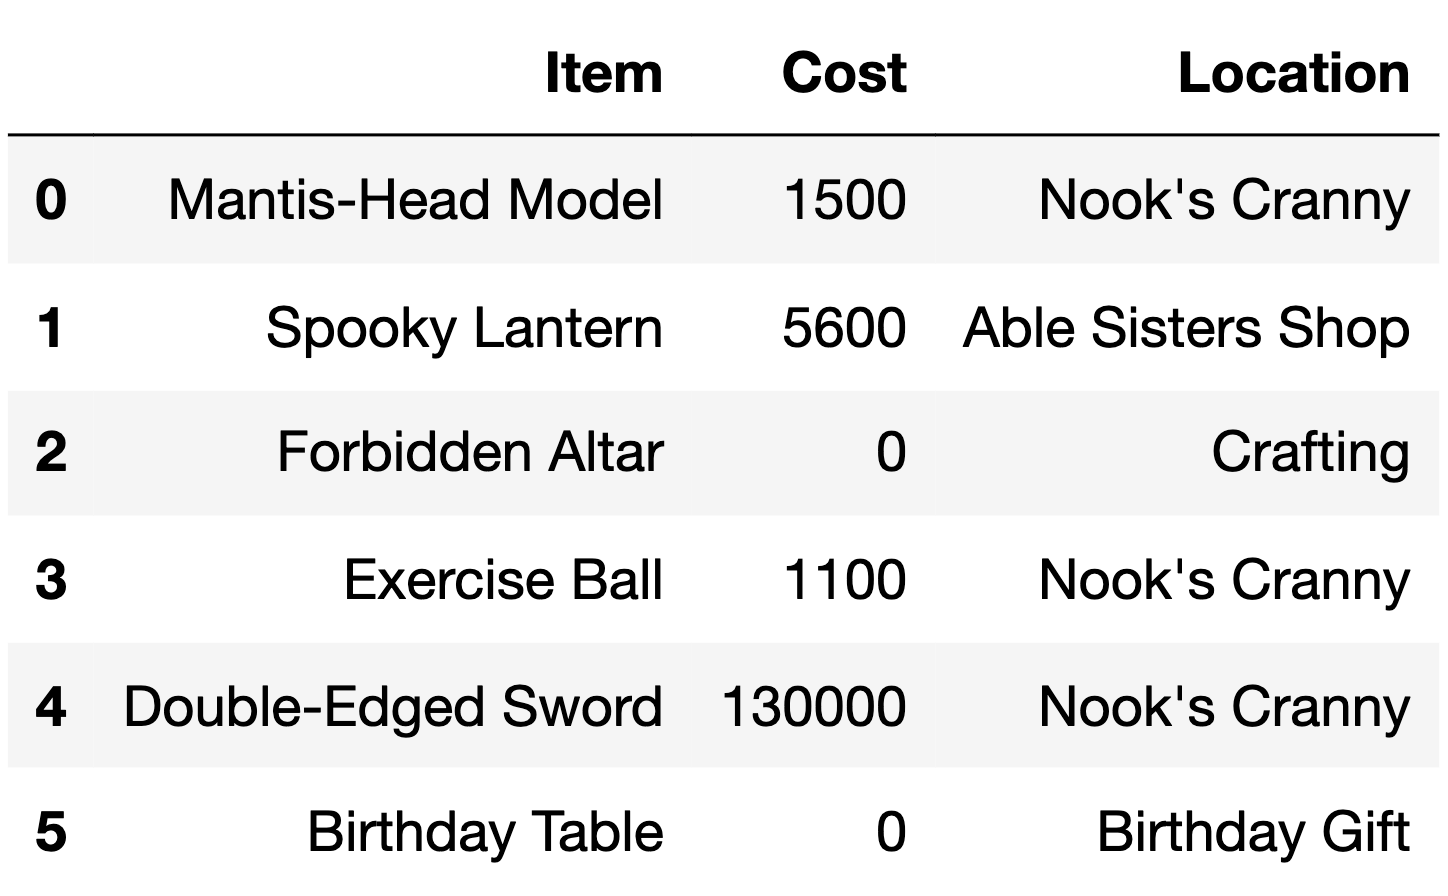 Item Cost Location
0 Mantis-Head Model 1500 Nook's Cranny
1 Spooky Lantern 5600 Able Sisters Shop
2 Forbidden Altar 0 Crafting
3 Exercise Ball 1100 Nook's Cranny
4 Double-Edged Sword 130000 Nook's Cranny
5 Birthday Table 0 Birthday Gift